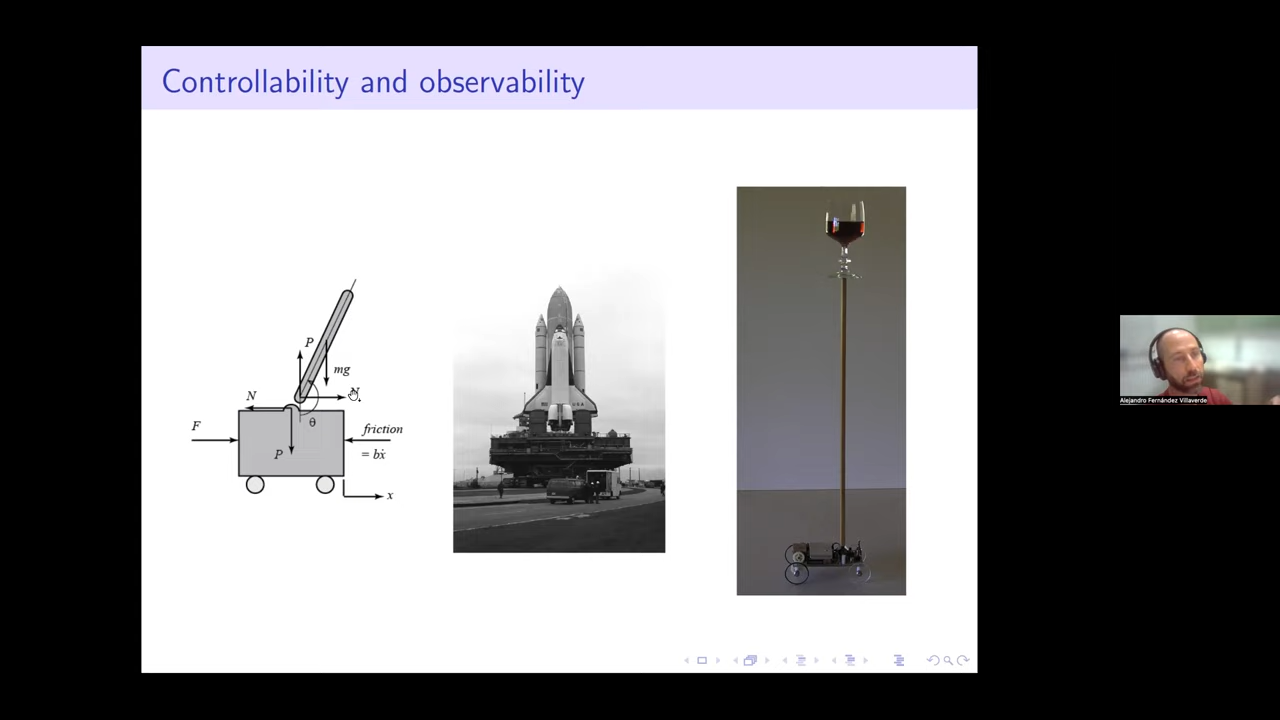 Controllability and observability
P
mg
N
N
θ
F
friction
= bẋ
P
x
Alejandro Fernández Villaverde